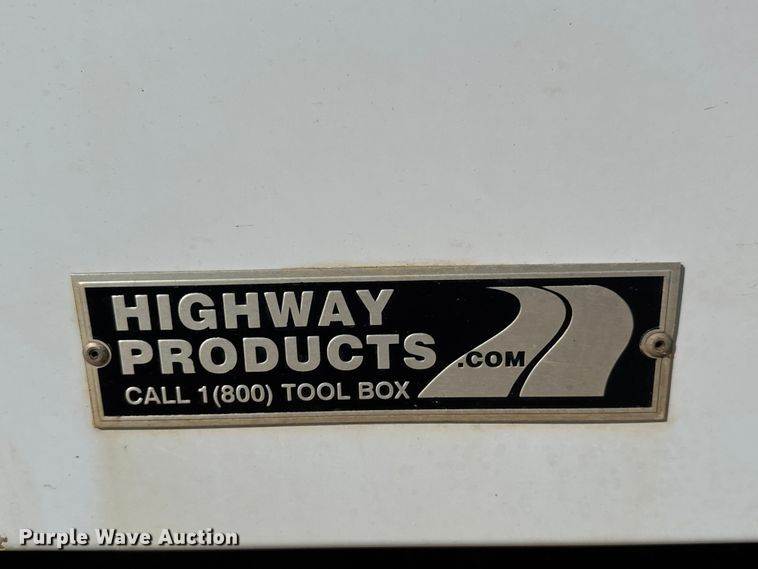 HIGHWAY
PRODUCTS .COM
CALL 1(800) TOOL BOX
Purple Wave Auction